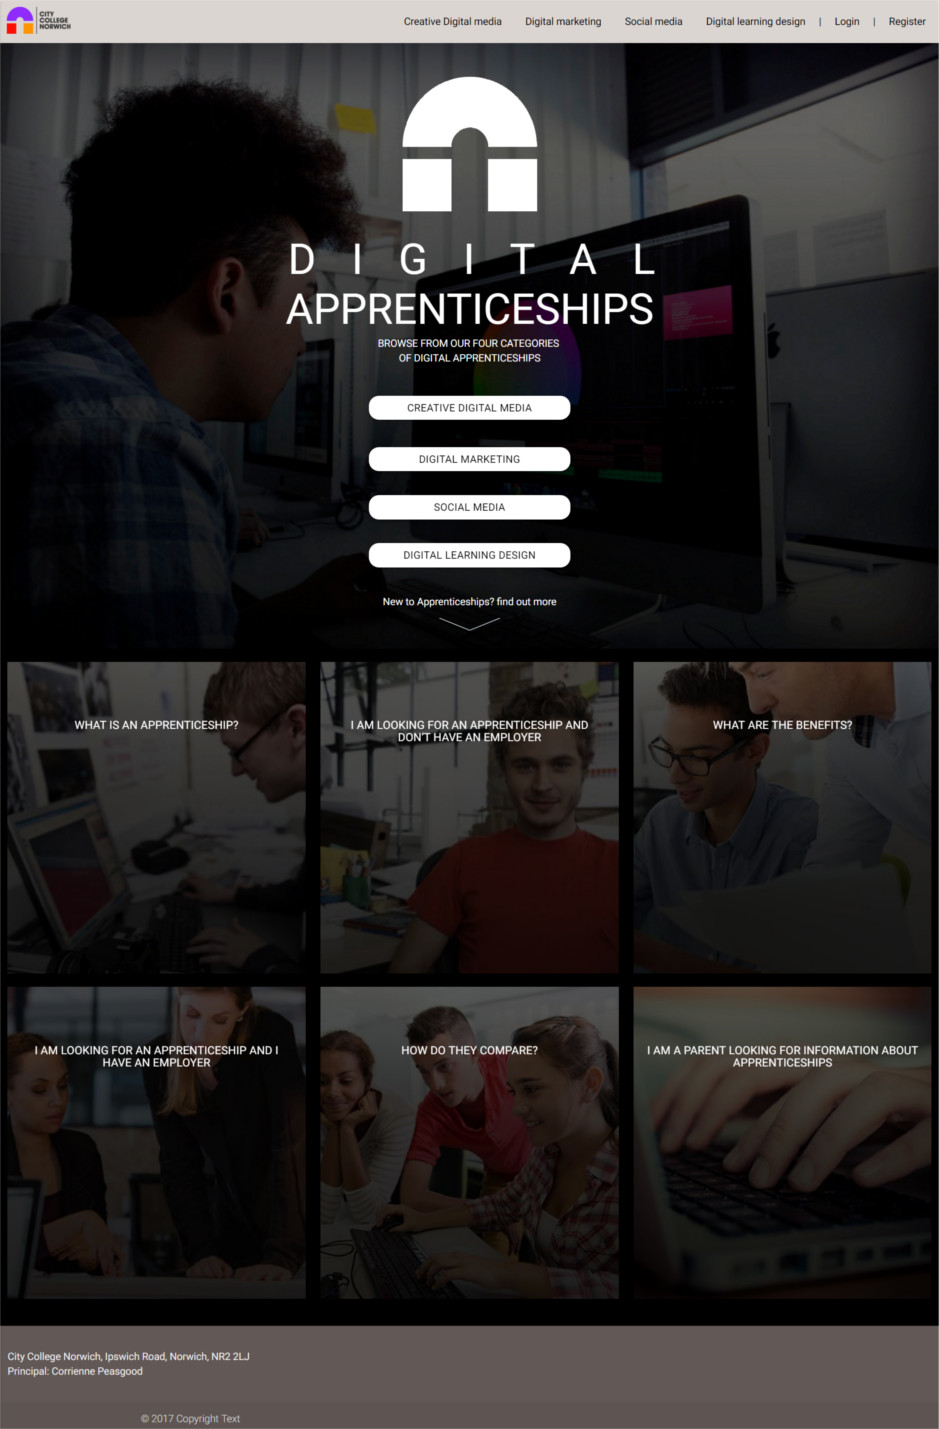 CITY
COLLEGE
NORWICH
Creative Digital media Digital marketing Social media Digital learning design | Login | Register
DIGITAL
APPRENTICESHIPS
BROWSE FROM OUR FOUR CATEGORIES
OF DIGITAL APPRENTICESHIPS
CREATIVE DIGITAL MEDIA
DIGITAL MARKETING
SOCIAL MEDIA
DIGITAL LEARNING DESIGN
New to Apprenticeships? find out more
WHAT IS AN APPRENTICESHIP?
I AM LOOKING FOR AN APPRENTICESHIP AND
DON'T HAVE AN EMPLOYER
WHAT ARE THE BENEFITS?
I AM LOOKING FOR AN APPRENTICESHIP AND I
HAVE AN EMPLOYER
HOW DO THEY COMPARE?
I AM A PARENT LOOKING FOR INFORMATION ABOUT
APPRENTICESHIPS
City College Norwich, Ipswich Road, Norwich, NR2 2LJ
Principal: Corrienne Peasgood
© 2017 Copyright Text